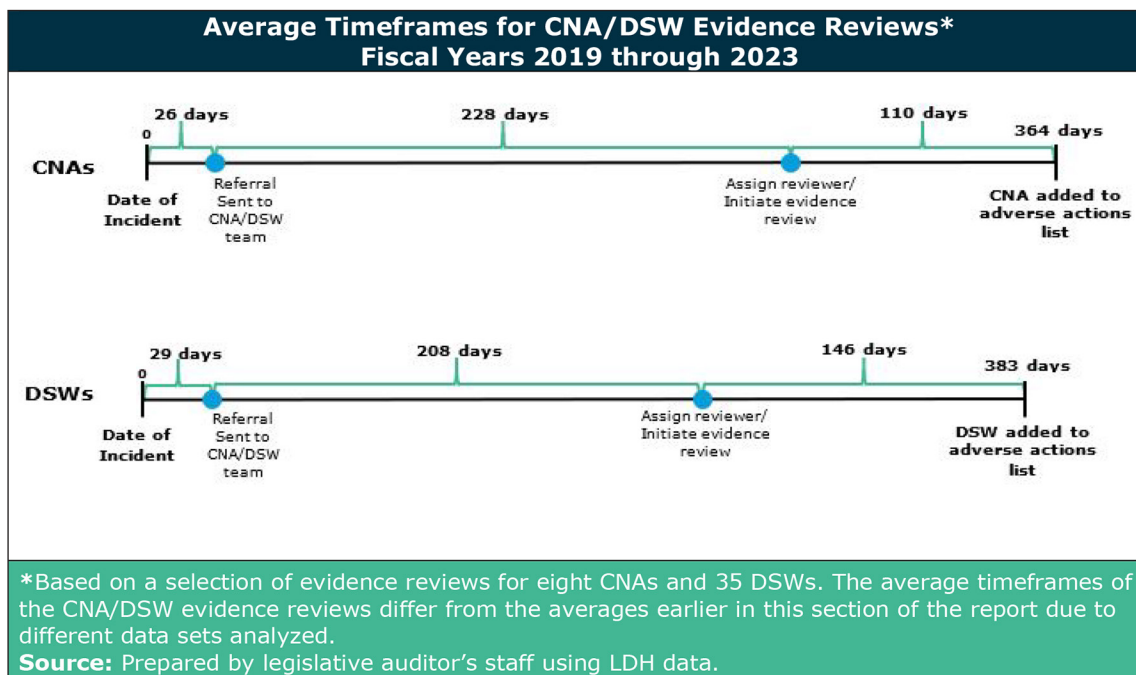 Average Timeframes for CNA/DSW Evidence Reviews*
Fiscal Years 2019 through 2023
26 days
228 days
110 days
0
364 days
CNAs
Date of
Incident
Referral
Sent to
CNA/DSW
team
Assign reviewer/
Initiate evidence
review
CNA added to
adverse actions
list
29 days
208 days
146 days
0
383 days
DSWs
Date of
Incident
Referral
Sent to
CNA/DSW
team
Assign reviewer/
Initiate evidence
review
DSW added to
adverse actions
list
*Based on a selection of evidence reviews for eight CNAs and 35 DSWs. The average timeframes of
the CNA/DSW evidence reviews differ from the averages earlier in this section of the report due to
different data sets analyzed.
Source: Prepared by legislative auditor’s staff using LDH data.